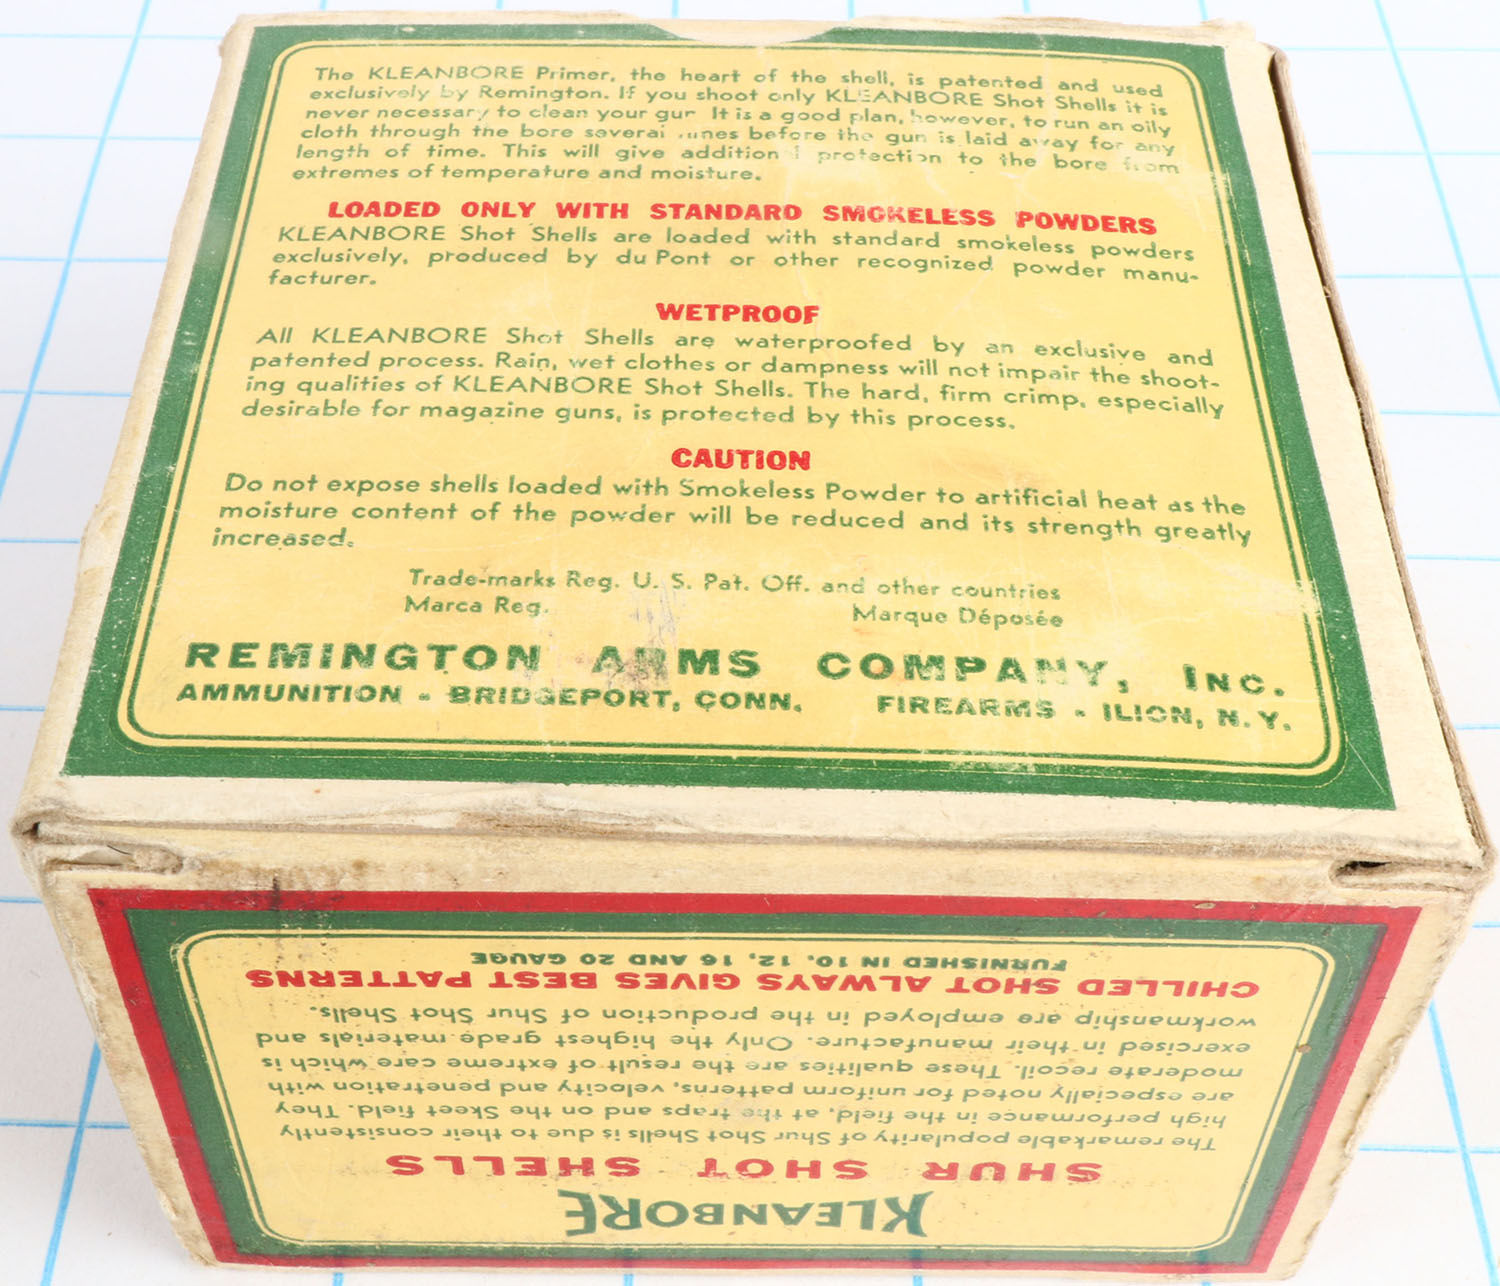 The KLEANBORE Primer, the heart of the shell, is patented and used
exclusively by Remington. If you shoot only KLEANBORE Shot Shells it is
never necessary to clean your gun It is a good plan, however, to run an oily
cloth through the bore several times before the gun is laid away for any
length of time. This will give additional protection to the bore from
extremes of temperature and moisture.
LOADED ONLY WITH STANDARD SMOKELESS POWDERS
KLEANBORE Shot Shells are loaded with standard smokeless powders
exclusively, produced by du Pont or other recognized powder manu-
facturer.
WETPROOF
All KLEANBORE Shot Shells are waterproofed by an exclusive and
patented process. Rain, wet clothes or dampness will not impair the shoot-
ing qualities of KLEANBORE Shot Shells. The hard, firm crimp, especially
desirable for magazine guns, is protected by this process.
CAUTION
Do not expose shells loaded with Smokeless Powder to artificial heat as the
moisture content of the powder will be reduced and its strength greatly
increased.
Trade-marks Reg. U. S. Pat. Off. and other countries
Marca Reg. Marque Déposée
REMINGTON ARMS COMPANY, INC.
AMMUNITION - BRIDGEPORT, CONN. FIREARMS - ILION, N. Y.
KLEANBORE
SHUR SHOT SHELLS
The remarkable popularity of Shur Shot Shells is due to their consistently
high performance in the field, at the traps and on the Skeet field. They
are especially noted for uniform patterns, velocity and penetration with
moderate recoil. These qualities are the result of extreme care which is
exercised in their manufacture. Only the highest grade materials and
workmanship are employed in the production of Shur Shot Shells.
CHILLED SHOT ALWAYS GIVES BEST PATTERNS
FURNISHED IN 10, 12, 16 AND 20 GAUGE